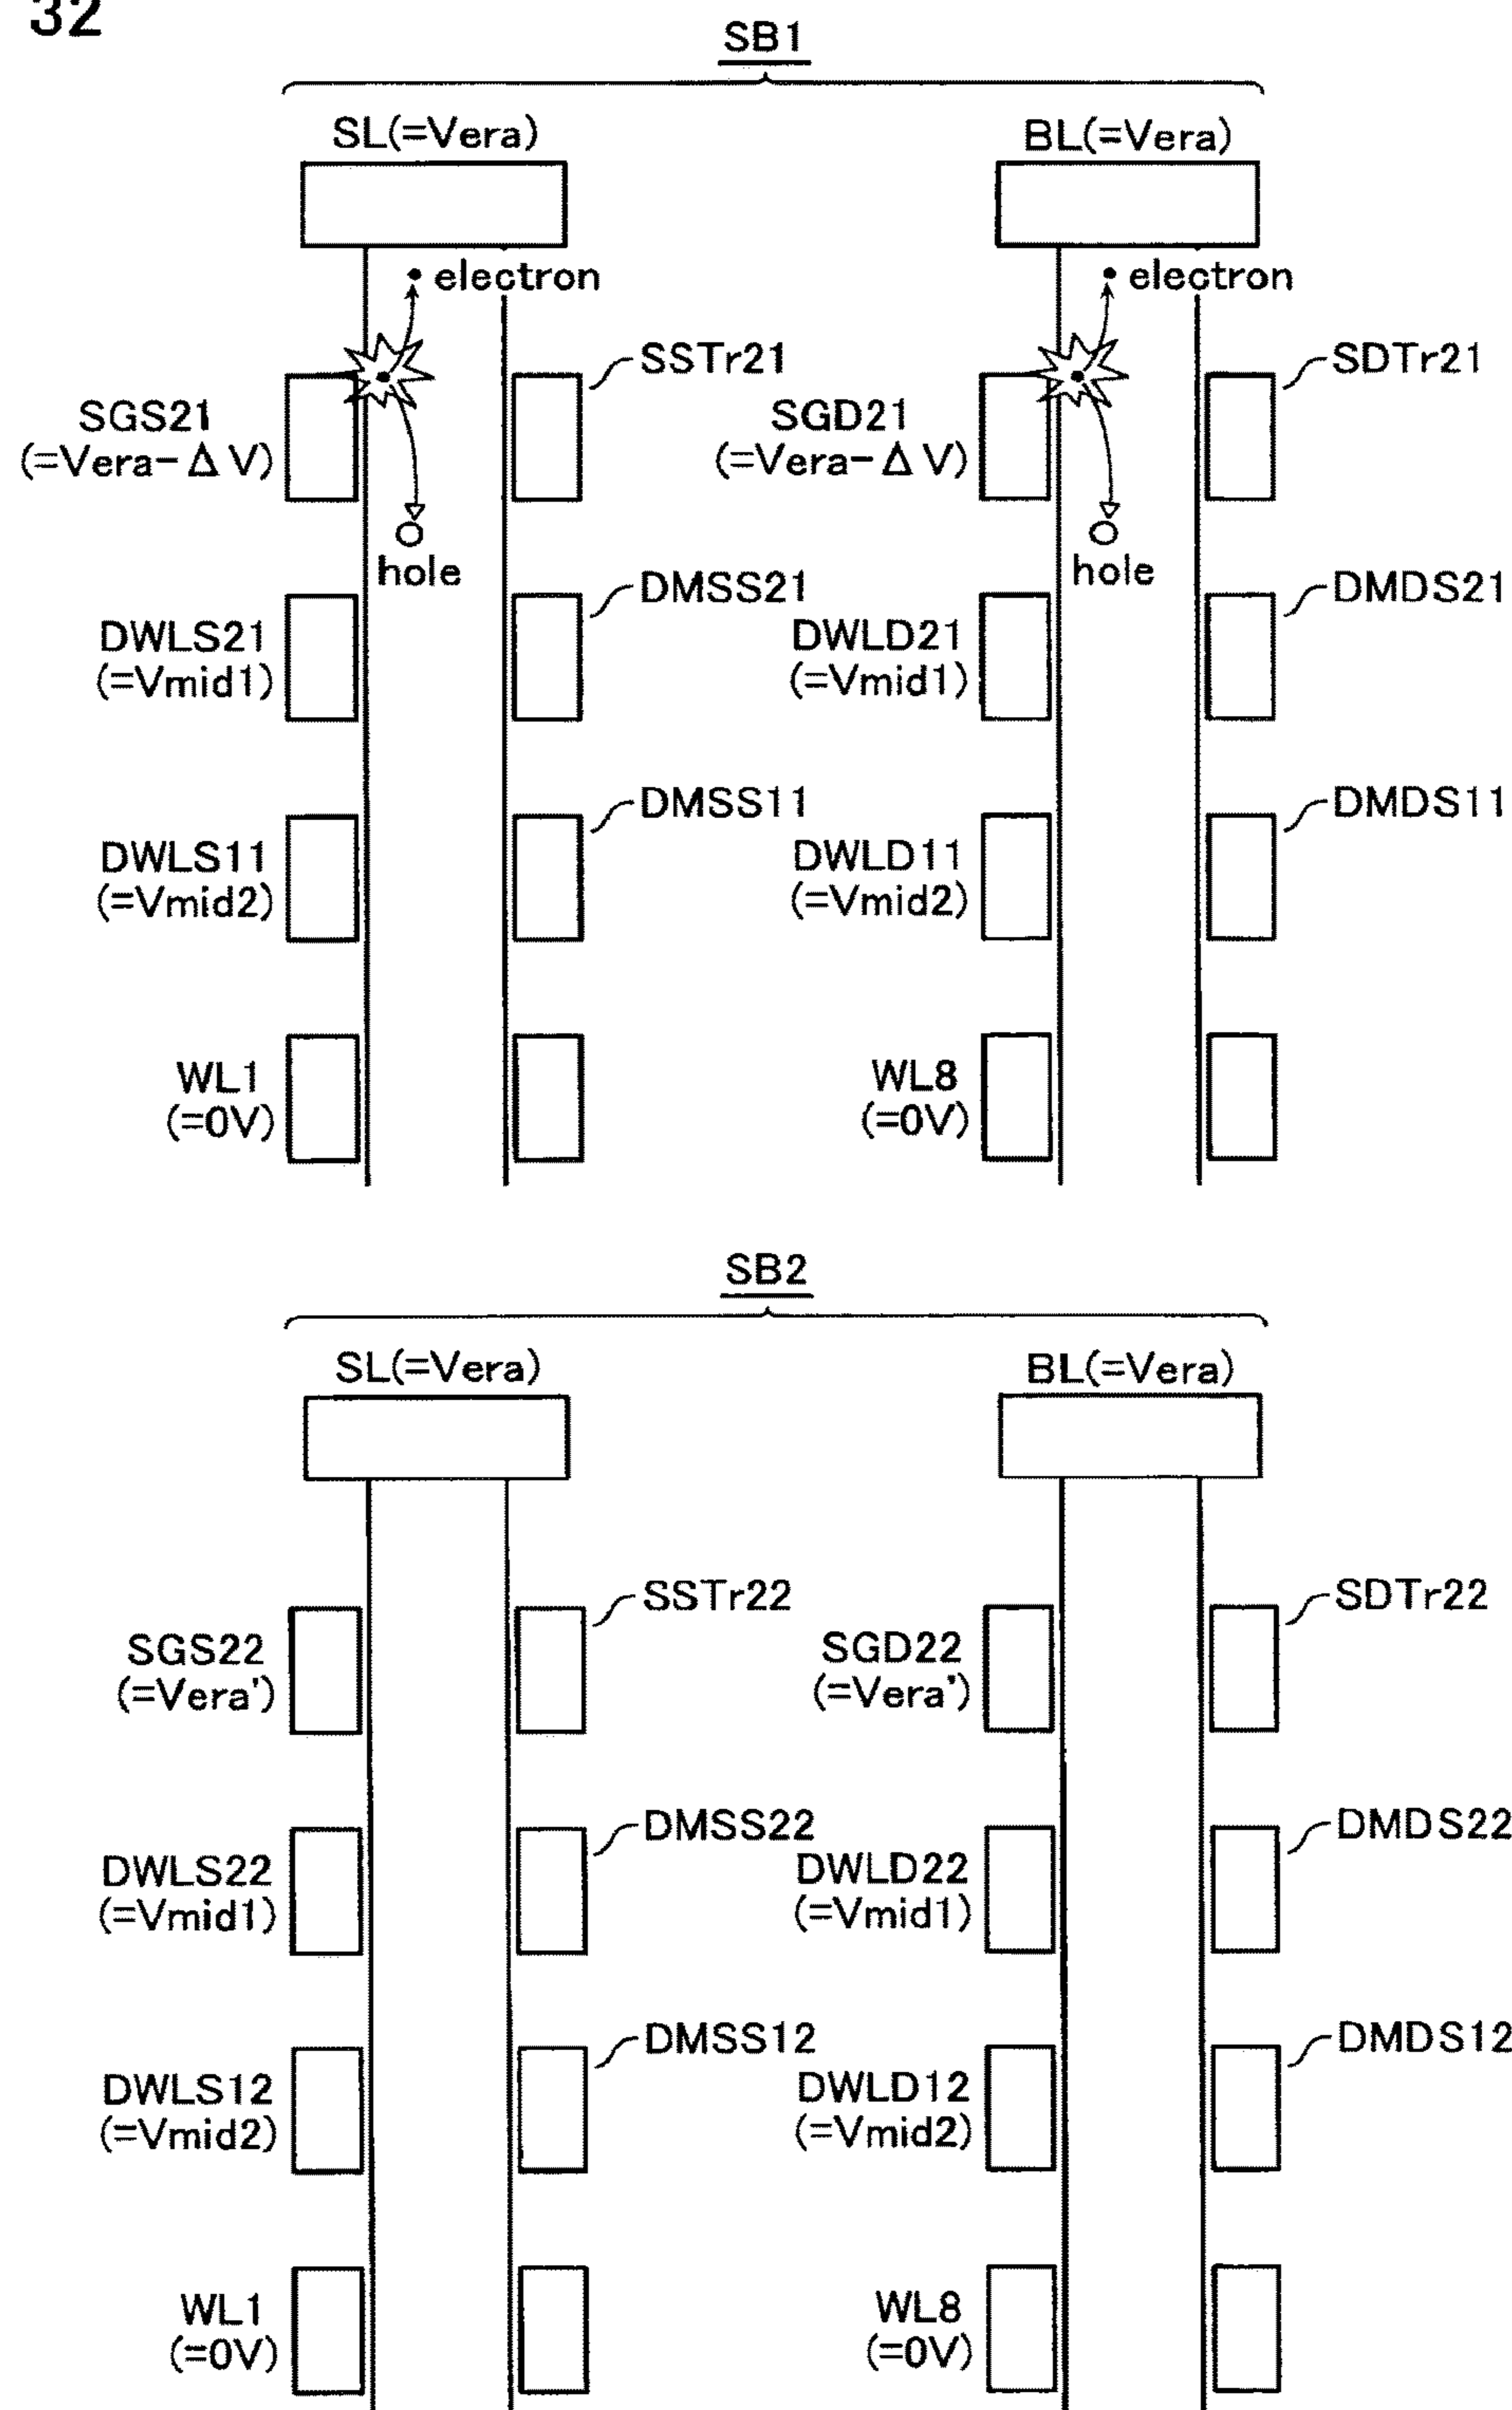 32
SB1
SL(=Vera)
BL(=Vera)
electron
electron
SSTr21
SDTr21
SGS21
(=Vera-ΔV)
SGD21
(=Vera-ΔV)
hole
hole
DMSS21
DMDS21
DWLS21
(=Vmid1)
DWLD21
(=Vmid1)
DMSS11
DMDS11
DWLS11
(=Vmid2)
DWLD11
(=Vmid2)
WL1
(=0V)
WL8
(=0V)
SB2
SL(=Vera)
BL(=Vera)
SSTr22
SDTr22
SGS22
(=Vera')
SGD22
(=Vera')
DMSS22
DMDS22
DWLS22
(=Vmid1)
DWLD22
(=Vmid1)
DMSS12
DMDS12
DWLS12
(=Vmid2)
DWLD12
(=Vmid2)
WL1
(=0V)
WL8
(=0V)